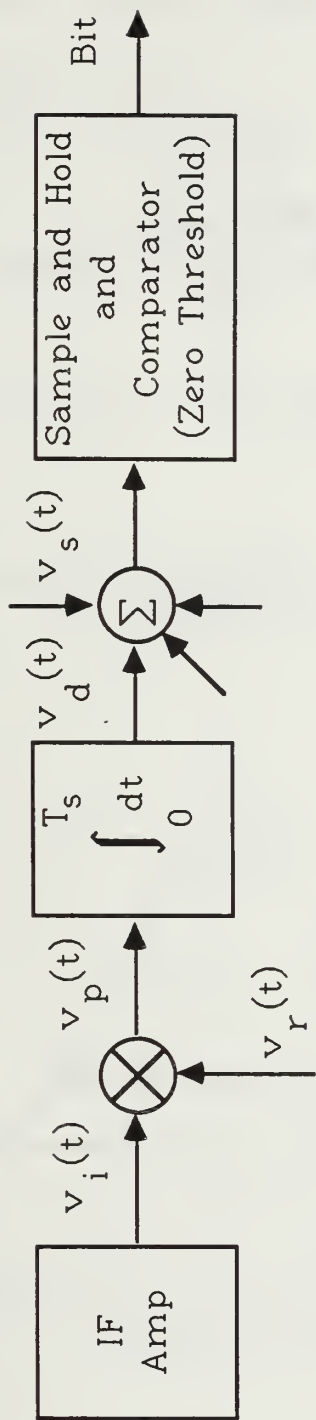 IF
Amp
v_i(t)
v_r(t)
v_p(t)
T_s
∫ dt
0
v_d(t)
Σ
v_s(t)
Sample and Hold
and
Comparator
(Zero Threshold)
Bit